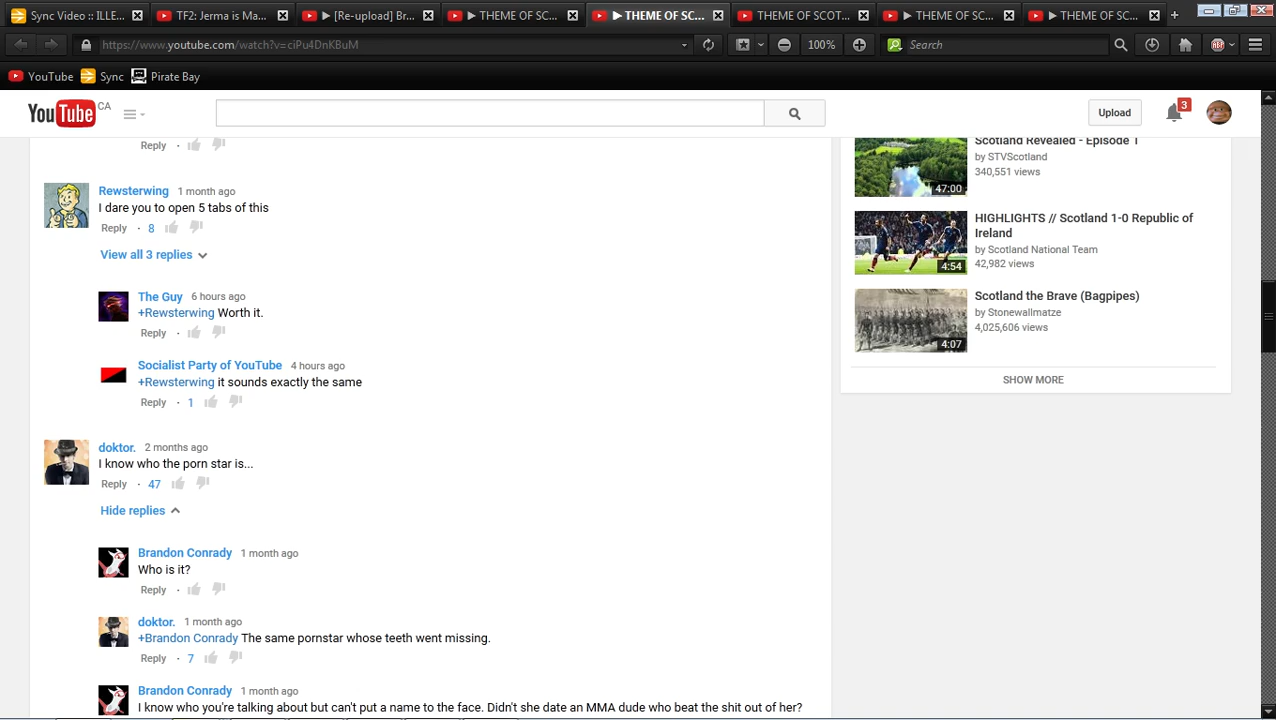 Sync Video :: ILLE...
TF2: Jerma is Ma...
[Re-upload] Br...
THEME OF SC...
THEME OF SC...
THEME OF SCOT...
THEME OF SC...
THEME OF SC...
https://www.youtube.com/watch?v=ciPu4DnKBuM
100%
Search
YouTube
Sync
Pirate Bay
YouTube CA
Upload
3
Reply
Rewsterwing 1 month ago
I dare you to open 5 tabs of this
Reply · 8
View all 3 replies
The Guy 6 hours ago
+Rewsterwing Worth it.
Reply ·
Socialist Party of YouTube 4 hours ago
+Rewsterwing it sounds exactly the same
Reply · 1
doktor. 2 months ago
I know who the porn star is...
Reply · 47
Hide replies
Brandon Conrady 1 month ago
Who is it?
Reply ·
doktor. 1 month ago
+Brandon Conrady The same pornstar whose teeth went missing.
Reply · 7
Brandon Conrady 1 month ago
I know who you're talking about but can't put a name to the face. Didn't she date an MMA dude who beat the shit out of her?
Scotland Revealed - Episode 1
by STVScotland
340,551 views
47:00
HIGHLIGHTS // Scotland 1-0 Republic of
Ireland
by Scotland National Team
42,982 views
4:54
Scotland the Brave (Bagpipes)
by Stonewallmatze
4,025,606 views
4:07
SHOW MORE